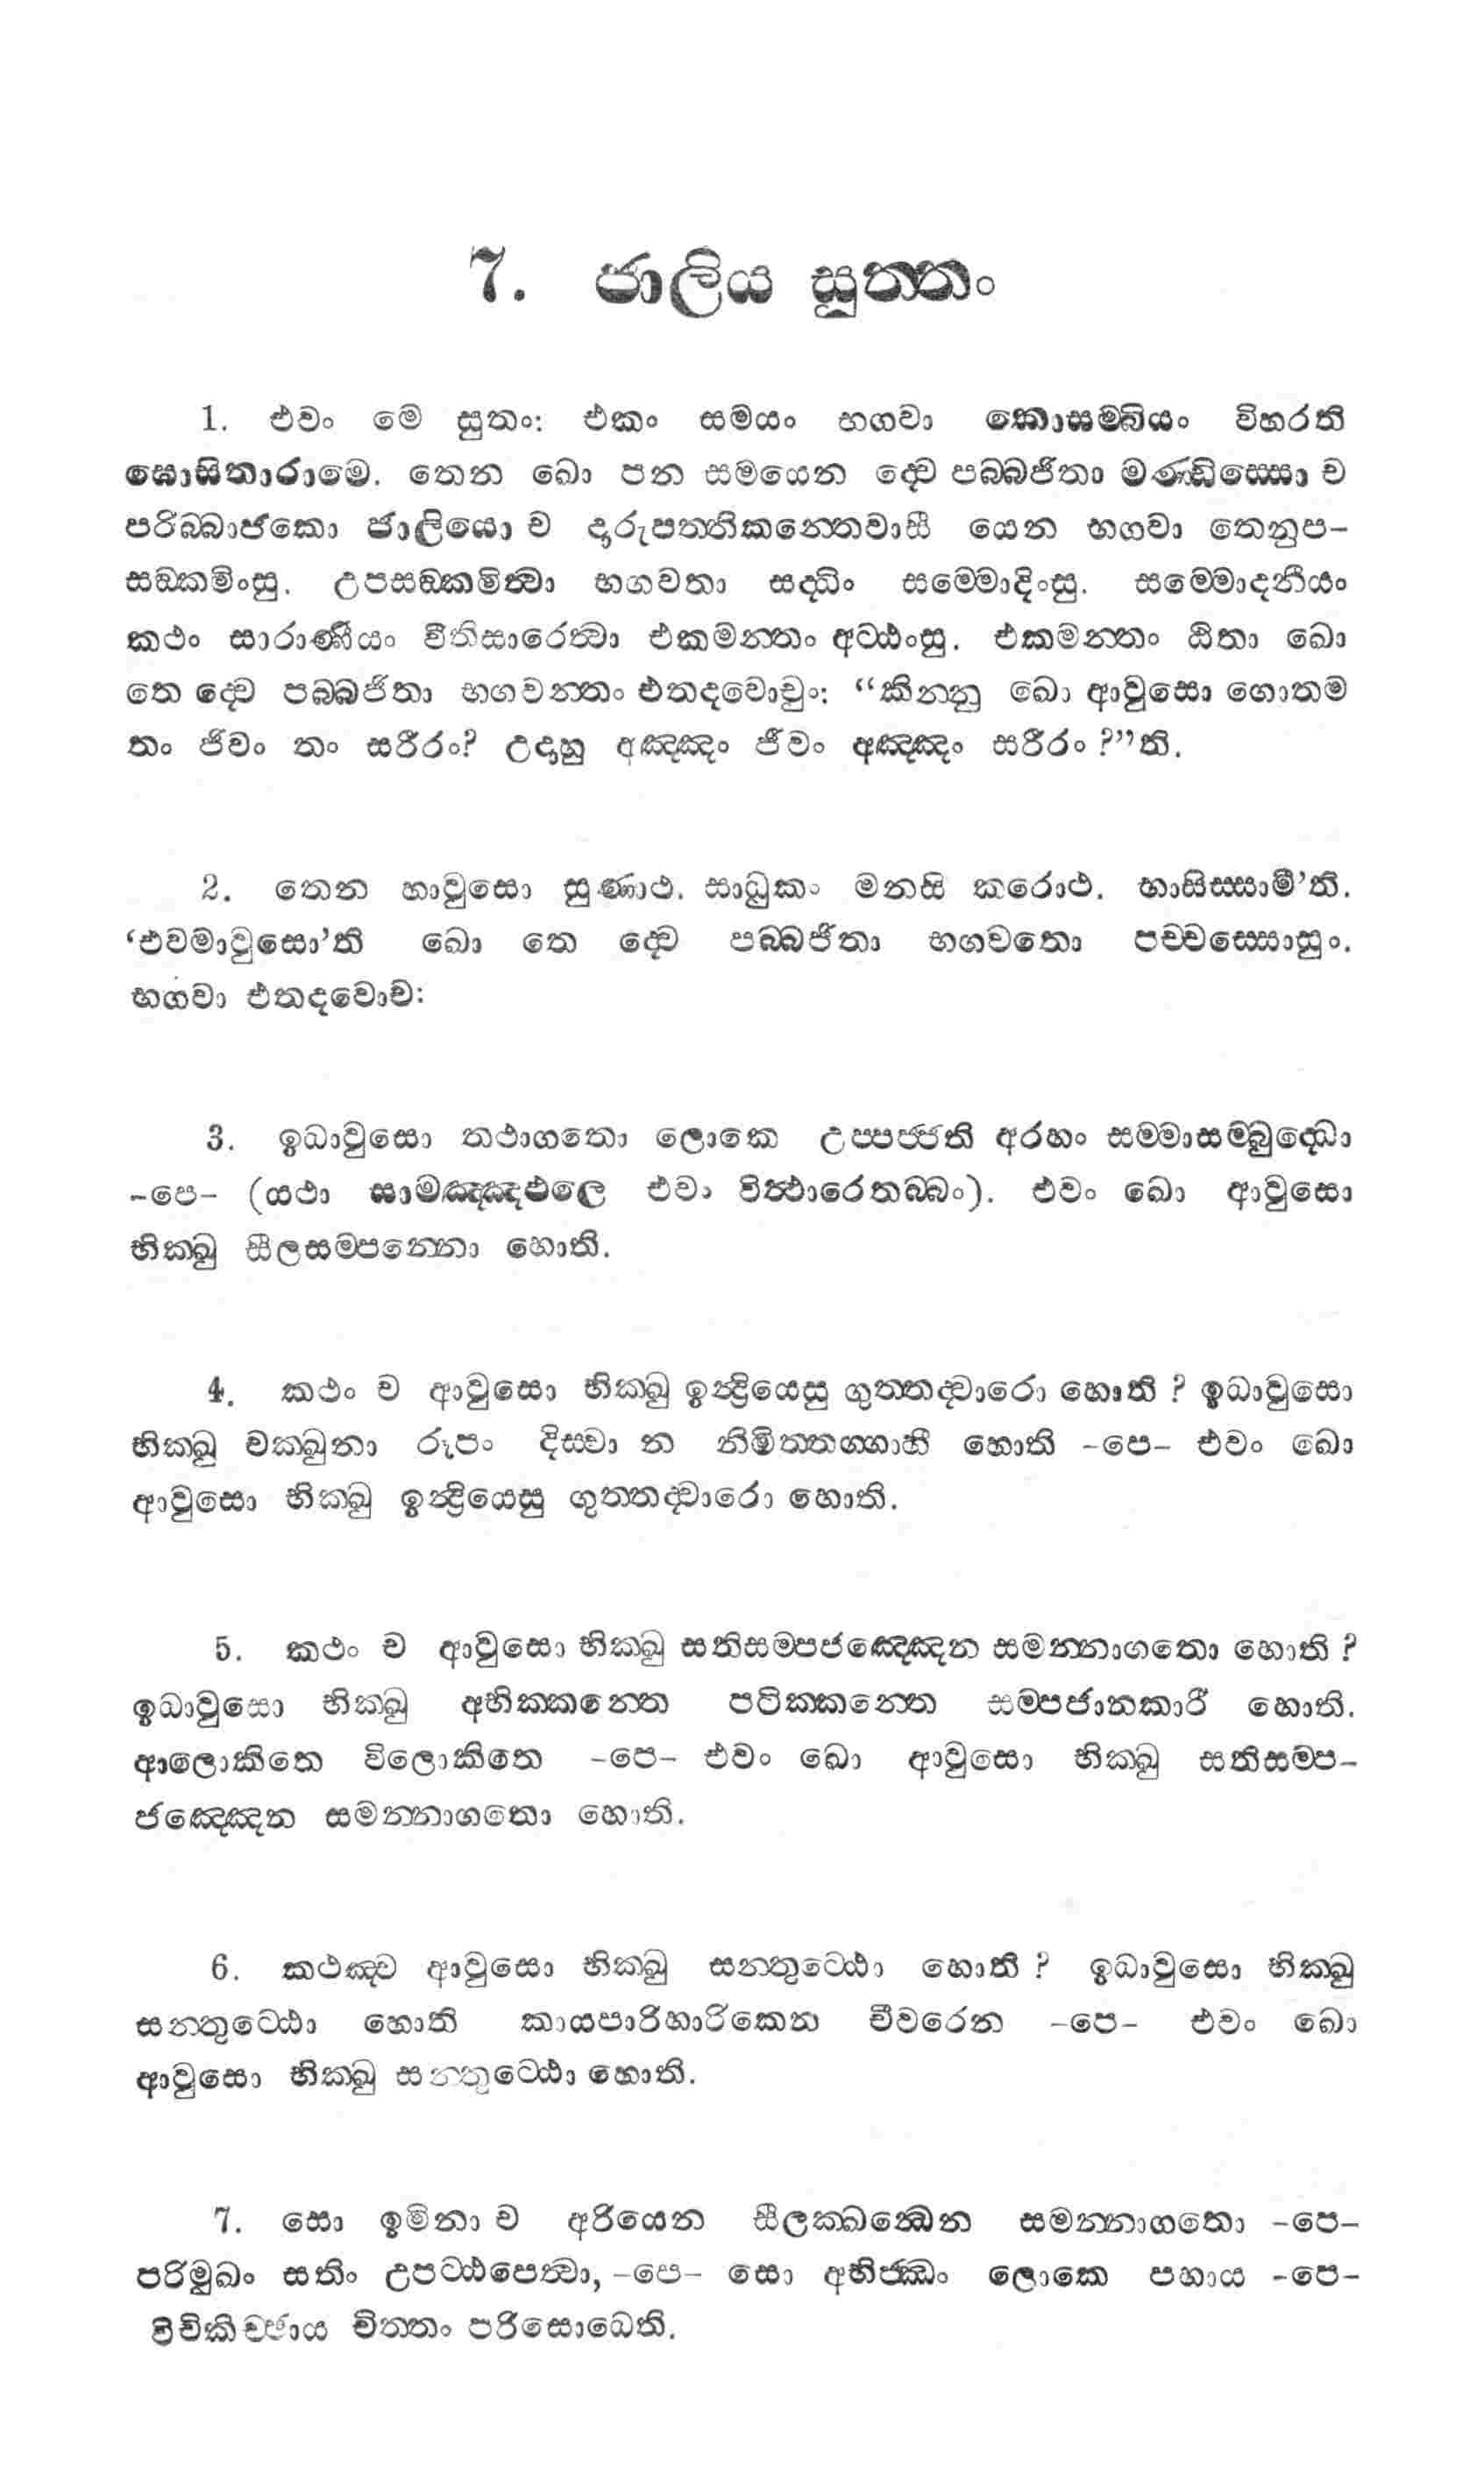 7. ජාලිය සුත්තං
1. එවං මෙ සුතං: එකං සමයං භගවා කොසම්බියං විහරති
ඝොසිතාරාමෙ. තෙන ඛො පන සමයෙන ද්වෙ පබ්බජිතා මණ්ඩිස්සො ච
පරිබ්බාජකො ජාලියො ච දාරුපත්තිකන්තෙවාසී යෙන භගවා තෙනුප-
සඞ්කමිංසු. උපසඞ්කමිත්වා භගවතා සද්ධිං සම්මොදිංසු. සම්මොදනීයං
කථං සාරාණීයං වීතිසාරෙත්වා එකමන්තං අට්ඨංසු. එකමන්තං ඨිතා ඛො
තෙ ද්වෙ පබ්බජිතා භගවන්තං එතදවොචුං: “කින්නු ඛො ආවුසො ගොතම
තං ජීවං තං සරීරං? උදාහු අඤ්ඤං ජීවං අඤ්ඤං සරීරං ?”ති.
2. තෙන හාවුසො සුණාථ. සාධුකං මනසි කරොථ. භාසිස්සාමී’ති.
‘එවමාවුසො’ති ඛො තෙ ද්වෙ පබ්බජිතා භගවතො පච්චස්සොසුං.
භගවා එතදවොච:
3. ඉධාවුසො තථාගතො ලොකෙ උප්පජ්ජති අරහං සම්මාසම්බුද්ධො
-පෙ- (යථා සාමඤ්ඤඵලෙ එවං විත්ථාරෙතබ්බං). එවං ඛො ආවුසො
භික්ඛු සීලසම්පන්නො හොති.
4. කථං ච ආවුසො භික්ඛු ඉන්ද්‍රියෙසු ගුත්තද්වාරො හොති ? ඉධාවුසො
භික්ඛු චක්ඛුනා රූපං දිස්වා න නිමිත්තග්ගාහී හොති -පෙ- එවං ඛො
ආවුසො භික්ඛු ඉන්ද්‍රියෙසු ගුත්තද්වාරො හොති.
5. කථං ච ආවුසො භික්ඛු සතිසම්පජඤ්ඤෙන සමන්නාගතො හොති ?
ඉධාවුසො භික්ඛු අභික්කන්තෙ පටික්කන්තෙ සම්පජානකාරී හොති.
ආලොකිතෙ විලොකිතෙ -පෙ- එවං ඛො ආවුසො භික්ඛු සතිසම්ප-
ජඤ්ඤෙන සමන්නාගතො හොති.
6. කථඤ්ච ආවුසො භික්ඛු සන්තුට්ඨො හොති ? ඉධාවුසො භික්ඛු
සන්තුට්ඨො හොති කායපාරිහාරිකෙන චීවරෙන -පෙ- එවං ඛො
ආවුසො භික්ඛු සන්තුට්ඨො හොති.
7. සො ඉමිනා ච අරියෙන සීලක්ඛන්ධෙන සමන්නාගතො -පෙ-
පරිමුඛං සතිං උපට්ඨපෙත්වා, -පෙ- සො අභිජ්ඣං ලොකෙ පහාය -පෙ-
විචිකිච්ඡාය චිත්තං පරිසොධෙති.